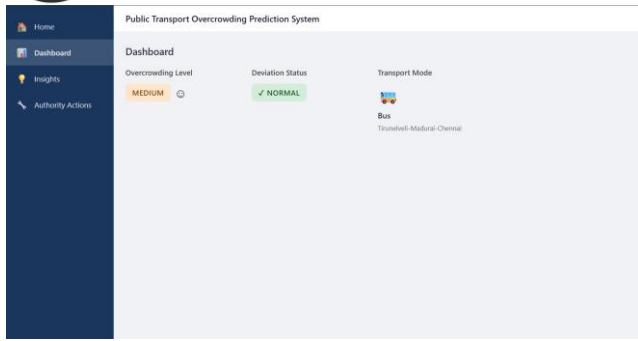 Home
Dashboard
Insights
Authority Actions
Public Transport Overcrowding Prediction System
Dashboard
Overcrowding Level
MEDIUM
Deviation Status
✓ NORMAL
Transport Mode
Bus
Tirunelveli-Madurai-Chennai